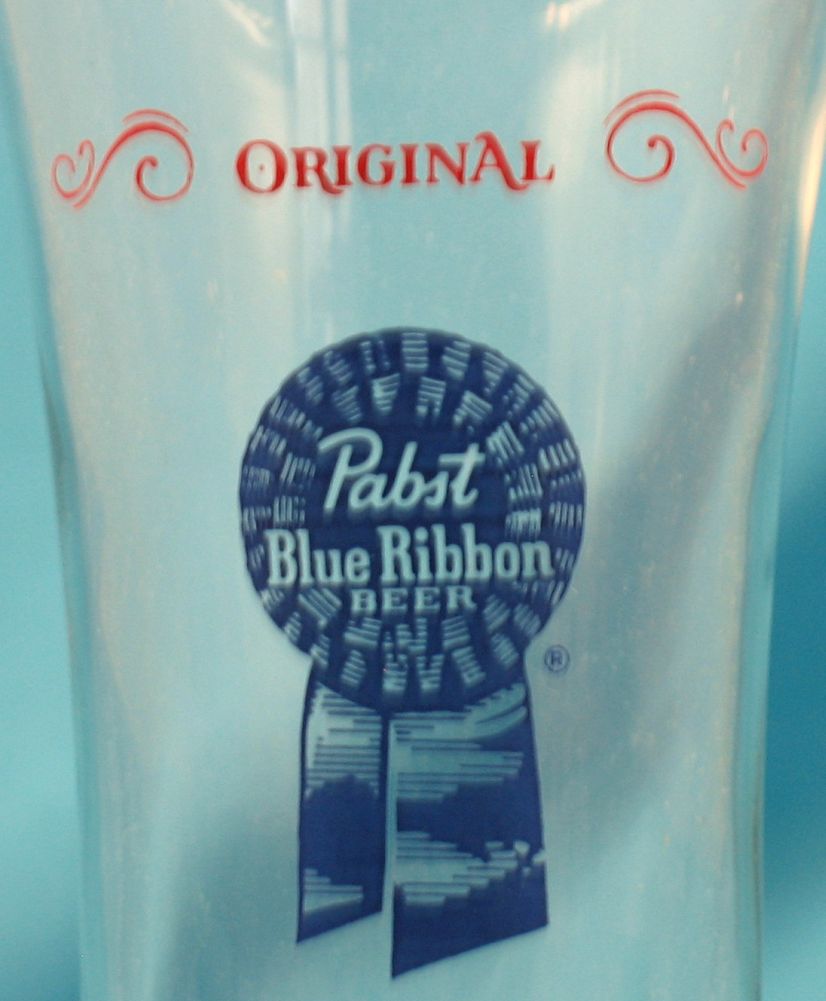 ORIGINAL
Pabst
Blue Ribbon
BEER
®